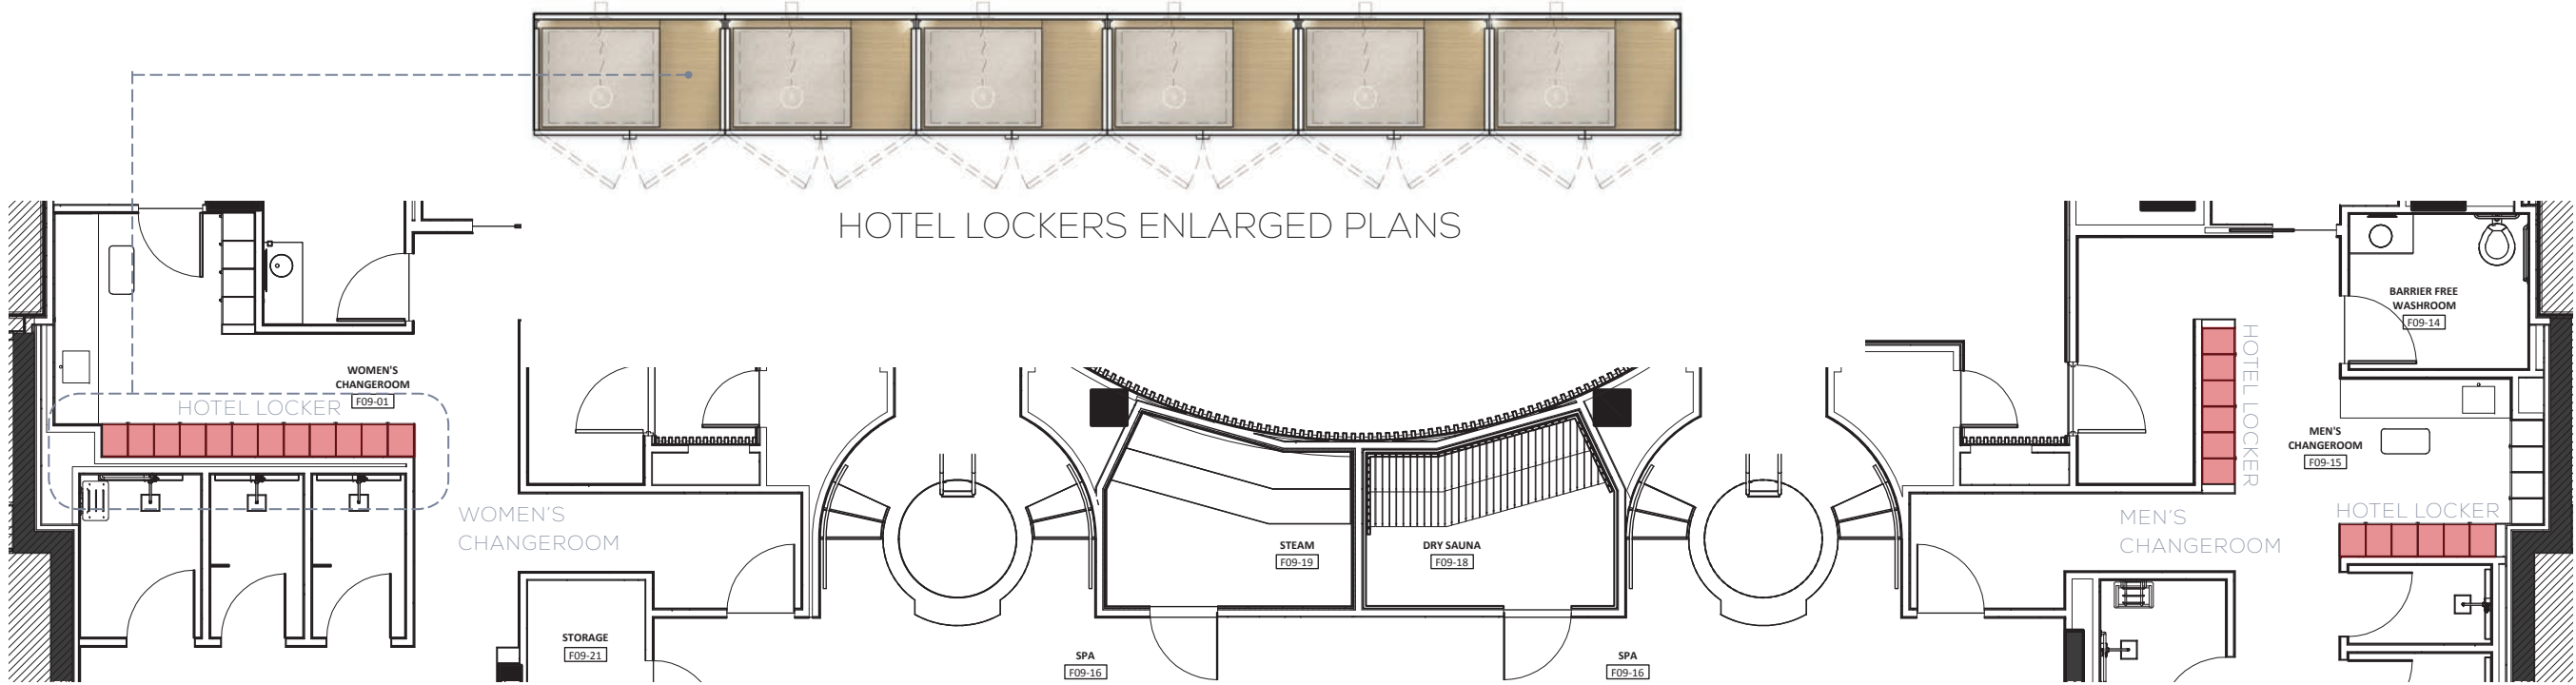 HOTEL LOCKERS ENLARGED PLANS
WOMEN'S
CHANGEROOM
F09-01
HOTEL LOCKER
WOMEN'S
CHANGEROOM
STORAGE
F09-21
STEAM
F09-19
DRY SAUNA
F09-18
SPA
F09-16
SPA
F09-16
BARRIER FREE
WASHROOM
F09-14
HOTEL LOCKER
MEN'S
CHANGEROOM
F09-15
HOTEL LOCKER
MEN'S
CHANGEROOM